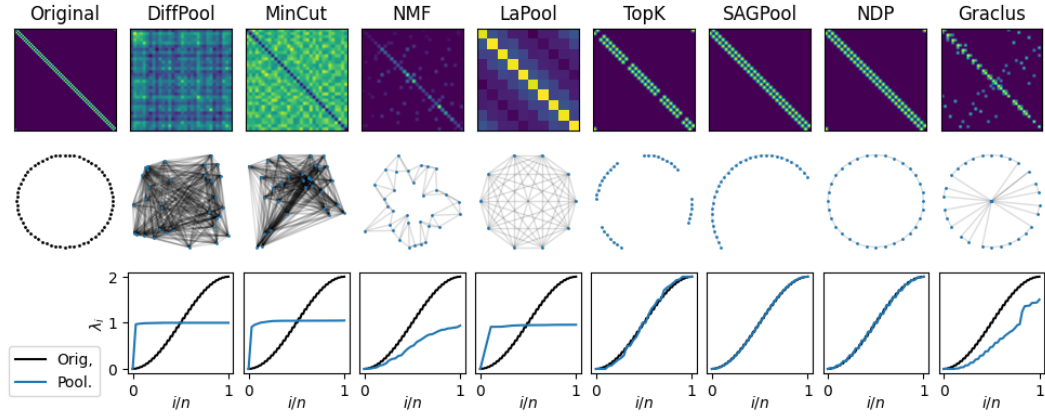 Original DiffPool MinCut NMF LaPool TopK SAGPool NDP Graclus
2
1
0
λi
Orig,
Pool.
0 1 0 1 0 1 0 1 0 1 0 1 0 1 0 1
i/n i/n i/n i/n i/n i/n i/n i/n